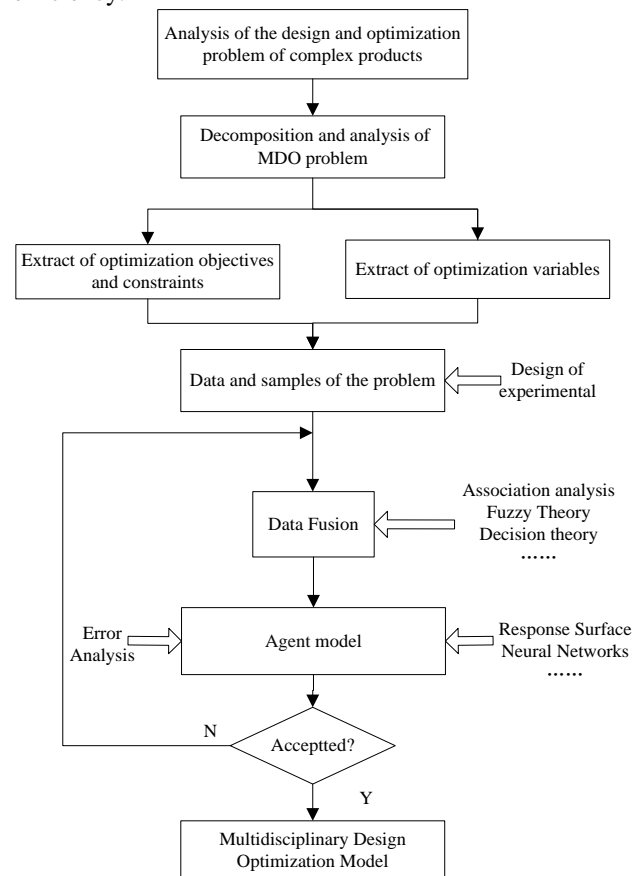 Analysis of the design and optimization
problem of complex products
Decomposition and analysis of
MDO problem
Extract of optimization objectives
and constraints
Extract of optimization variables
Data and samples of the problem
Design of
experimental
Data Fusion
Association analysis
Fuzzy Theory
Decision theory
......
Error
Analysis
Agent model
Response Surface
Neural Networks
......
N
Acceptted?
Y
Multidisciplinary Design
Optimization Model